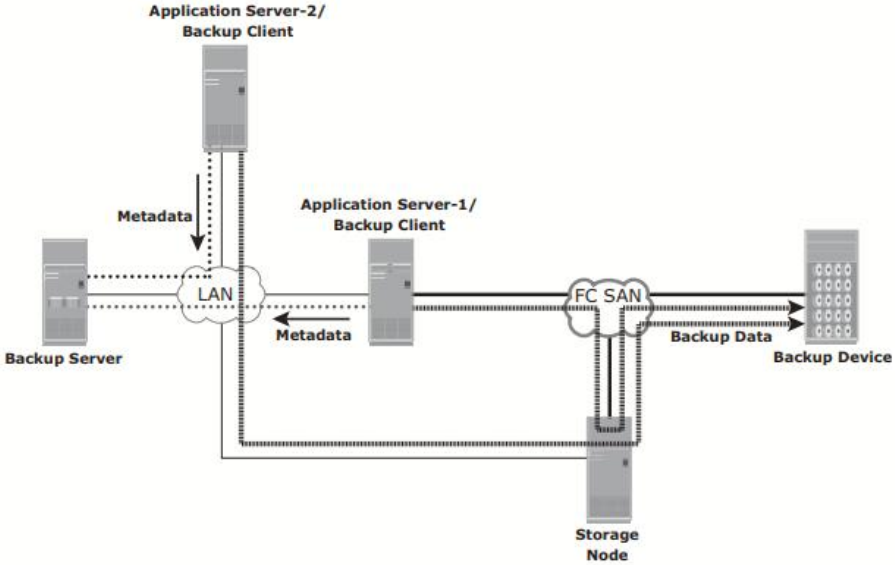 Application Server-2/
Backup Client
Metadata
Application Server-1/
Backup Client
LAN
FC SAN
Metadata
Backup Data
Backup Server
Backup Device
Storage
Node